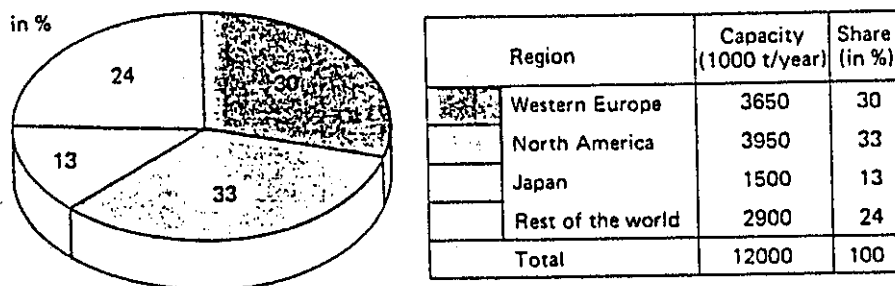 in %
24
30
13
33
Region Capacity (1000 t/year) Share (in %)
Western Europe 3650 30
North America 3950 33
Japan 1500 13
Rest of the world 2900 24
Total 12000 100